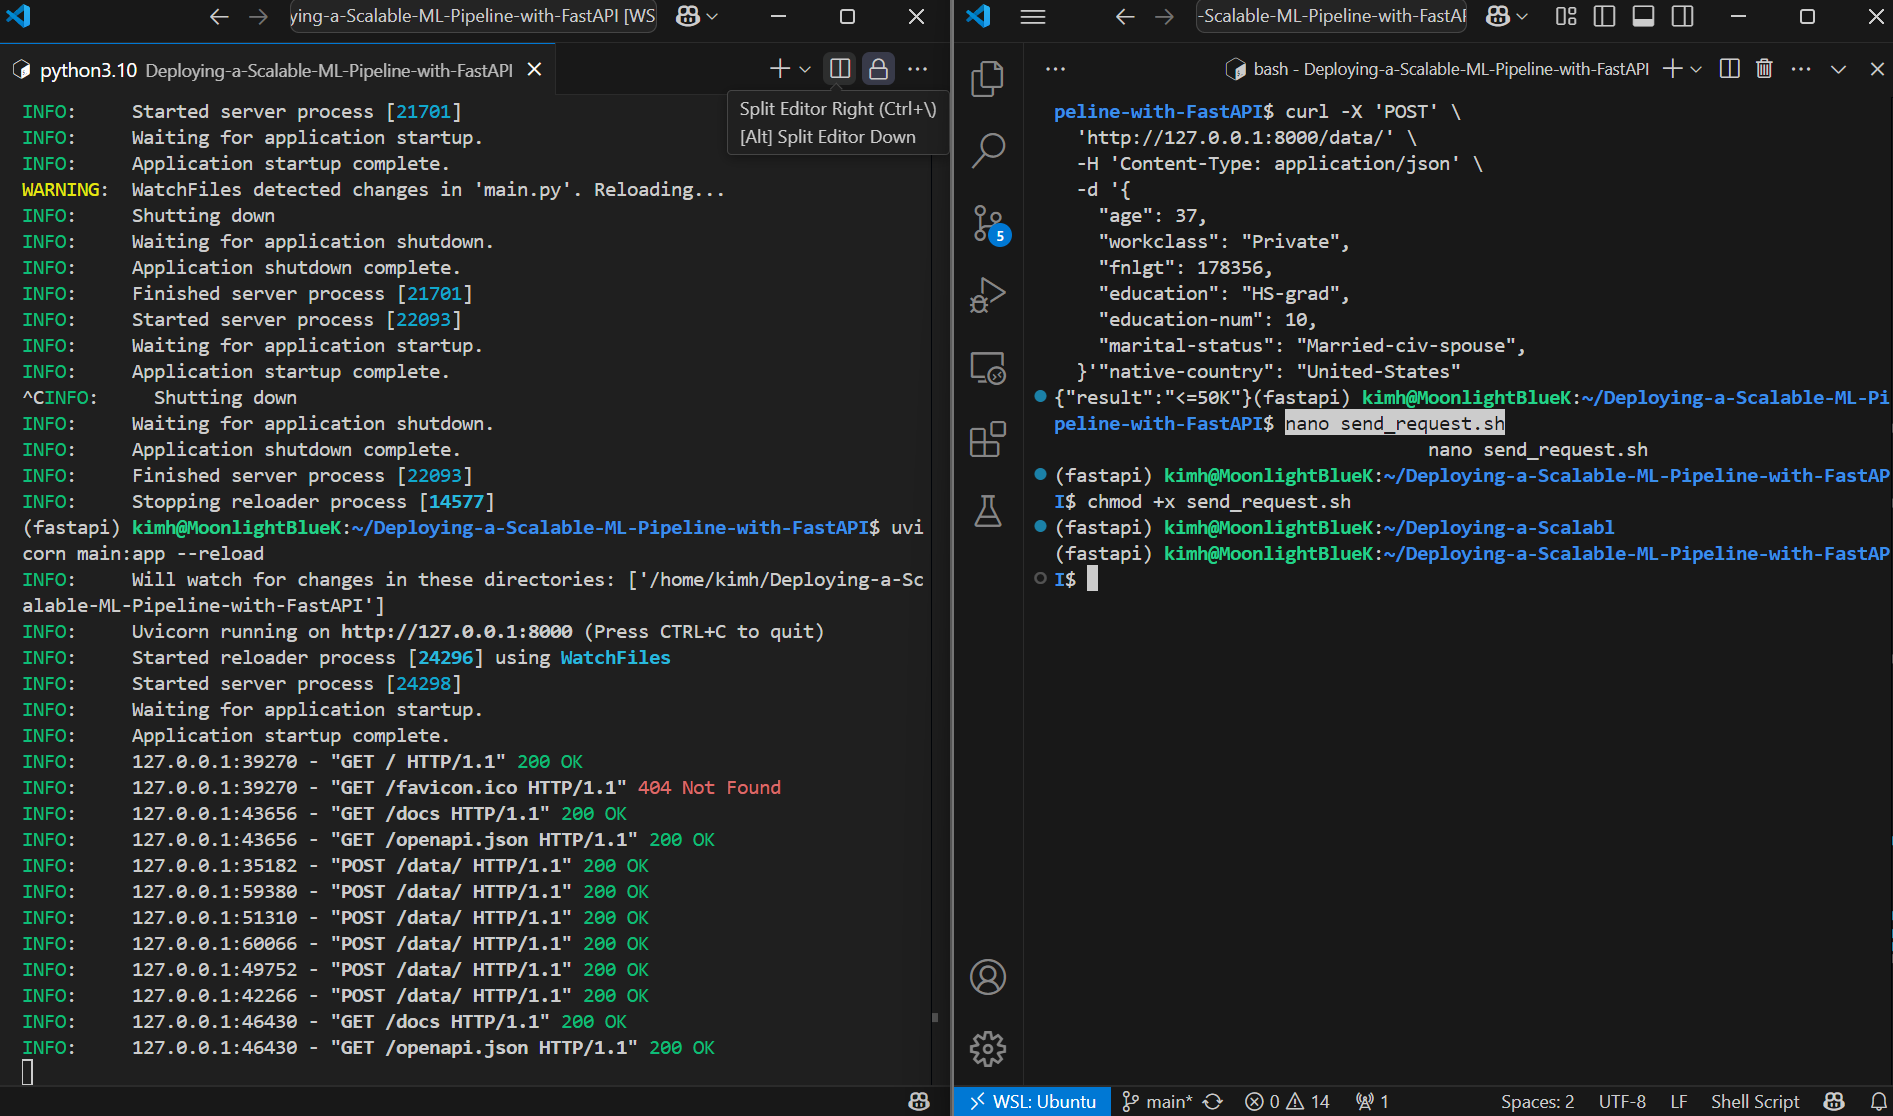 ying-a-Scalable-ML-Pipeline-with-FastAPI [WS
python3.10 Deploying-a-Scalable-ML-Pipeline-with-FastAPI
Split Editor Right (Ctrl+\)
[Alt] Split Editor Down
INFO: Started server process [21701]
INFO: Waiting for application startup.
INFO: Application startup complete.
WARNING: WatchFiles detected changes in 'main.py'. Reloading...
INFO: Shutting down
INFO: Waiting for application shutdown.
INFO: Application shutdown complete.
INFO: Finished server process [21701]
INFO: Started server process [22093]
INFO: Waiting for application startup.
INFO: Application startup complete.
^CINFO: Shutting down
INFO: Waiting for application shutdown.
INFO: Application shutdown complete.
INFO: Finished server process [22093]
INFO: Stopping reloader process [14577]
(fastapi) kimh@MoonlightBlueK:~/Deploying-a-Scalable-ML-Pipeline-with-FastAPI$ uvi
corn main:app --reload
INFO: Will watch for changes in these directories: ['/home/kimh/Deploying-a-Sc
alable-ML-Pipeline-with-FastAPI']
INFO: Uvicorn running on http://127.0.0.1:8000 (Press CTRL+C to quit)
INFO: Started reloader process [24296] using WatchFiles
INFO: Started server process [24298]
INFO: Waiting for application startup.
INFO: Application startup complete.
INFO: 127.0.0.1:39270 - "GET / HTTP/1.1" 200 OK
INFO: 127.0.0.1:39270 - "GET /favicon.ico HTTP/1.1" 404 Not Found
INFO: 127.0.0.1:43656 - "GET /docs HTTP/1.1" 200 OK
INFO: 127.0.0.1:43656 - "GET /openapi.json HTTP/1.1" 200 OK
INFO: 127.0.0.1:35182 - "POST /data/ HTTP/1.1" 200 OK
INFO: 127.0.0.1:59380 - "POST /data/ HTTP/1.1" 200 OK
INFO: 127.0.0.1:51310 - "POST /data/ HTTP/1.1" 200 OK
INFO: 127.0.0.1:60066 - "POST /data/ HTTP/1.1" 200 OK
INFO: 127.0.0.1:49752 - "POST /data/ HTTP/1.1" 200 OK
INFO: 127.0.0.1:42266 - "POST /data/ HTTP/1.1" 200 OK
INFO: 127.0.0.1:46430 - "GET /docs HTTP/1.1" 200 OK
INFO: 127.0.0.1:46430 - "GET /openapi.json HTTP/1.1" 200 OK
-Scalable-ML-Pipeline-with-FastAP
bash - Deploying-a-Scalable-ML-Pipeline-with-FastAPI
5
peline-with-FastAPI$ curl -X 'POST' \
'http://127.0.0.1:8000/data/' \
-H 'Content-Type: application/json' \
-d '{
"age": 37,
"workclass": "Private",
"fnlgt": 178356,
"education": "HS-grad",
"education-num": 10,
"marital-status": "Married-civ-spouse",
}'"native-country": "United-States"
{"result":"<=50K"}(fastapi) kimh@MoonlightBlueK:~/Deploying-a-Scalable-ML-Pi
peline-with-FastAPI$ nano send_request.sh
nano send_request.sh
(fastapi) kimh@MoonlightBlueK:~/Deploying-a-Scalable-ML-Pipeline-with-FastAP
I$ chmod +x send_request.sh
(fastapi) kimh@MoonlightBlueK:~/Deploying-a-Scalabl
(fastapi) kimh@MoonlightBlueK:~/Deploying-a-Scalable-ML-Pipeline-with-FastAP
I$
WSL: Ubuntu main* 0 14 1 Spaces: 2 UTF-8 LF Shell Script